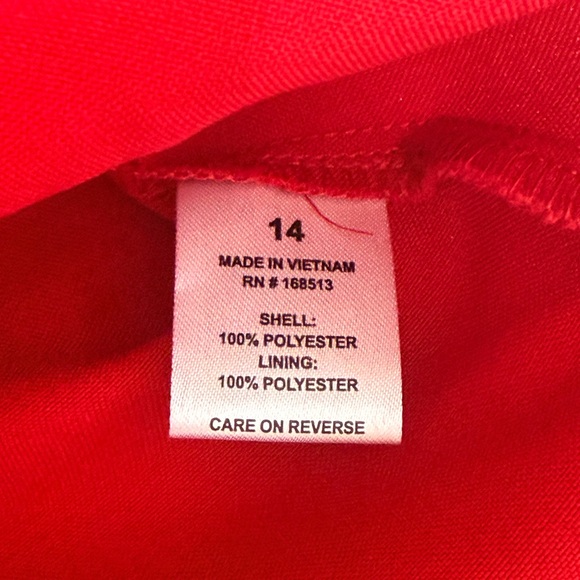 14
MADE IN VIETNAM
RN # 168513
SHELL:
100% POLYESTER
LINING:
100% POLYESTER
CARE ON REVERSE